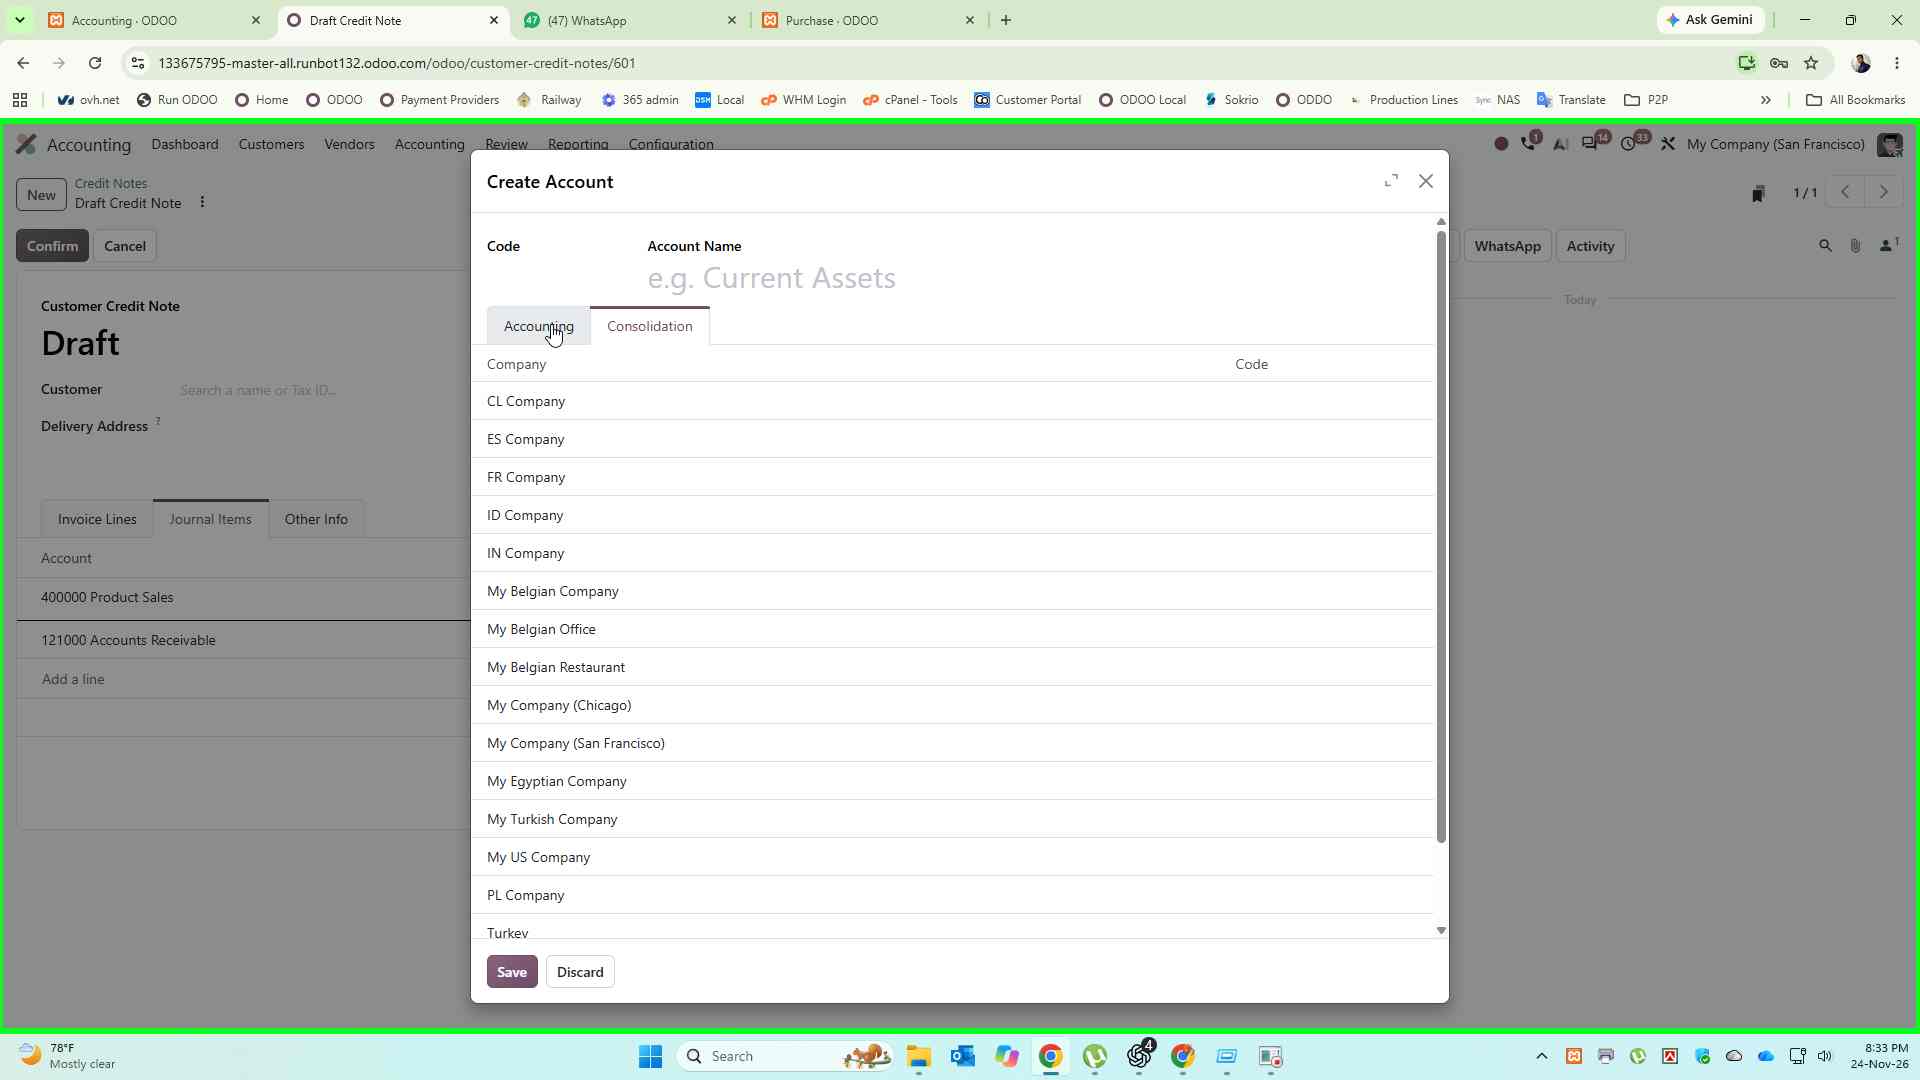 Accounting - ODOO
Draft Credit Note
(47) WhatsApp
Purchase - ODOO
Ask Gemini
133675795-master-all.runbot132.odoo.com/odoo/customer-credit-notes/601
ovh.net
Run ODOO
Home
ODOO
Payment Providers
Railway
365 admin
DSM Local
WHM Login
cPanel - Tools
Customer Portal
ODOO Local
Sokrio
ODDO
Production Lines
Sync NAS
Translate
P2P
All Bookmarks
Accounting Dashboard Customers Vendors Accounting Review Reporting Configuration
1 14 33 My Company (San Francisco)
New
Credit Notes
Draft Credit Note
1 / 1
Confirm Cancel
WhatsApp Activity 1
Today
Customer Credit Note
Draft
Customer Search a name or Tax ID...
Delivery Address ?
Invoice Lines Journal Items Other Info
Account
400000 Product Sales
121000 Accounts Receivable
Add a line
Create Account
Code Account Name
e.g. Current Assets
Accounting Consolidation
Company Code
CL Company
ES Company
FR Company
ID Company
IN Company
My Belgian Company
My Belgian Office
My Belgian Restaurant
My Company (Chicago)
My Company (San Francisco)
My Egyptian Company
My Turkish Company
My US Company
PL Company
Turkey
Save Discard
78°F
Mostly clear
Search
4
8:33 PM
24-Nov-26